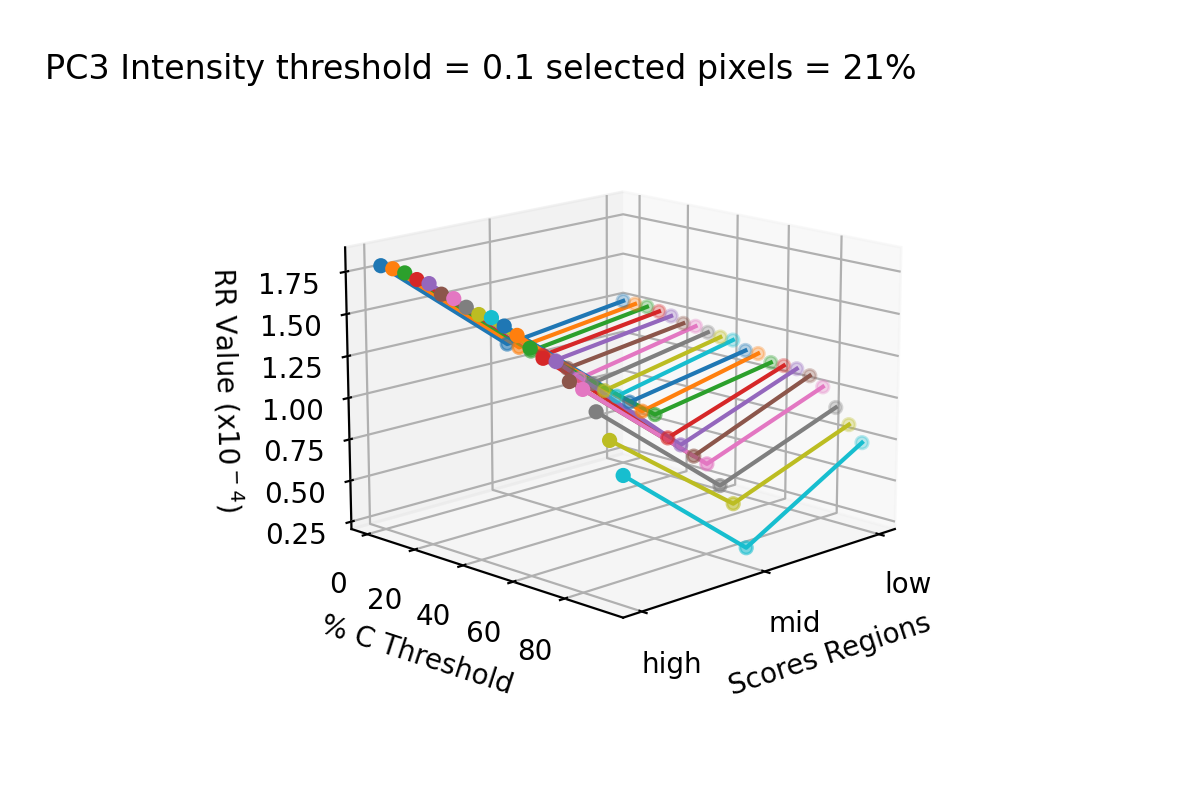 PC3 Intensity threshold = 0.1 selected pixels = 21%
RR Value (x10⁻⁴)
1.75
1.50
1.25
1.00
0.75
0.50
0.25
0
20
40
60
80
% C Threshold
high
mid
low
Scores Regions